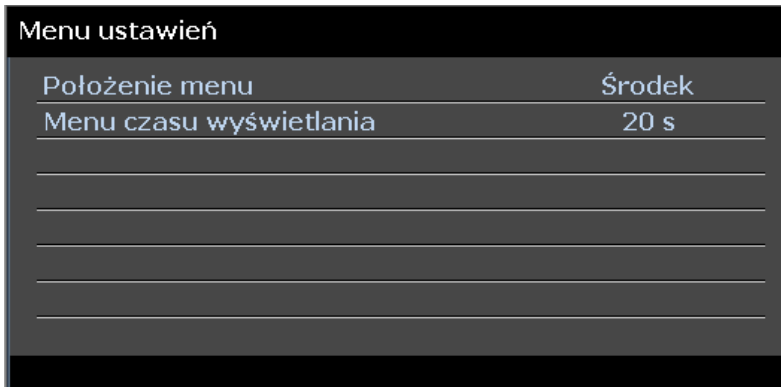 Menu ustawień
Położenie menu Środek
Menu czasu wyświetlania 20 s